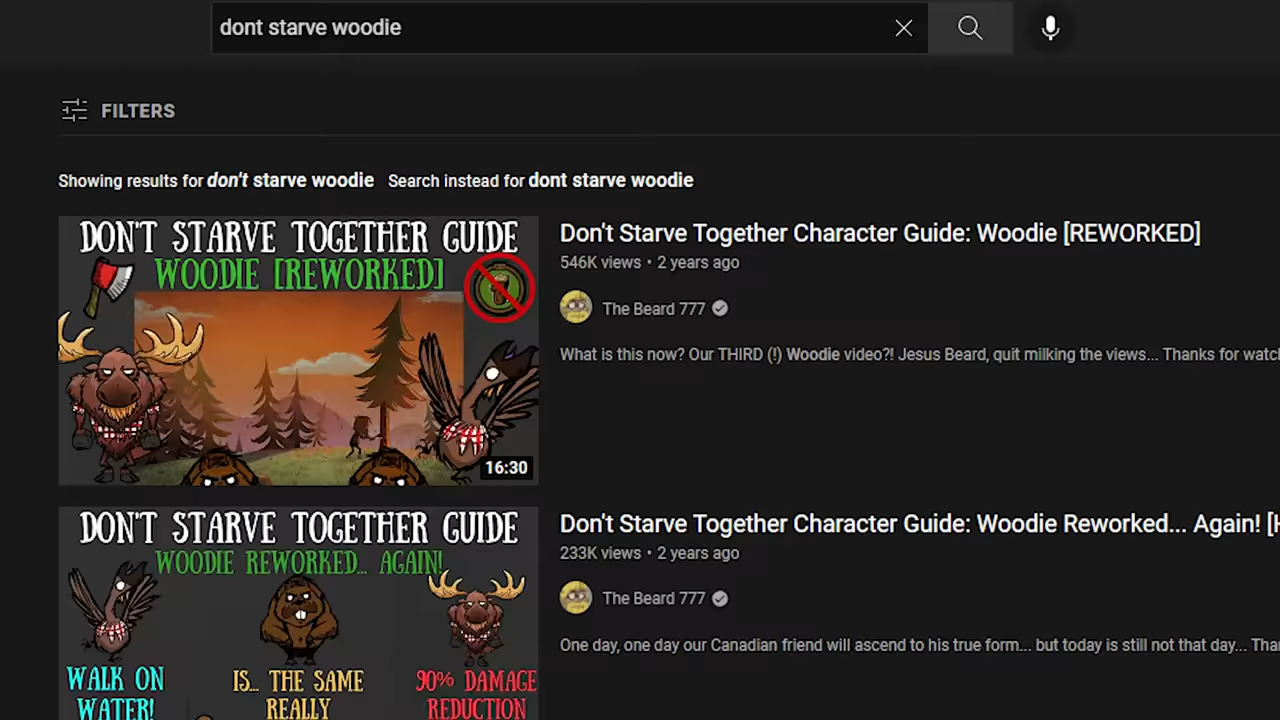 dont starve woodie
FILTERS
Showing results for don't starve woodie Search instead for dont starve woodie
DON'T STARVE TOGETHER GUIDE
WOODIE [REWORKED]
16:30
Don't Starve Together Character Guide: Woodie [REWORKED]
546K views • 2 years ago
The Beard 777
What is this now? Our THIRD (!) Woodie video?! Jesus Beard, quit milking the views... Thanks for watc
DON'T STARVE TOGETHER GUIDE
WOODIE REWORKED... AGAIN!
WALK ON
WATER!
IS... THE SAME
REALLY
90% DAMAGE
REDUCTION
Don't Starve Together Character Guide: Woodie Reworked... Again! [H
233K views • 2 years ago
The Beard 777
One day, one day our Canadian friend will ascend to his true form... but today is still not that day... Tha